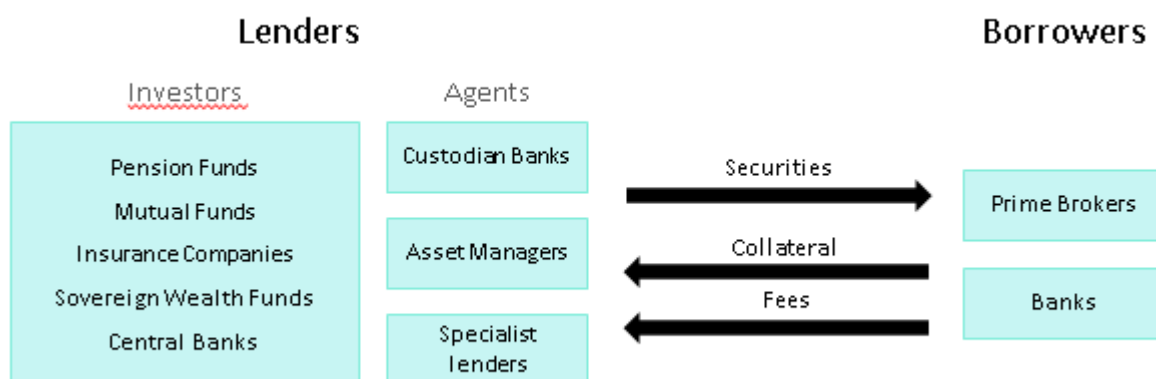 Lenders
Borrowers
Investors
Agents
Pension Funds
Mutual Funds
Insurance Companies
Sovereign Wealth Funds
Central Banks
Custodian Banks
Asset Managers
Specialist
lenders
Securities
Collateral
Fees
Prime Brokers
Banks